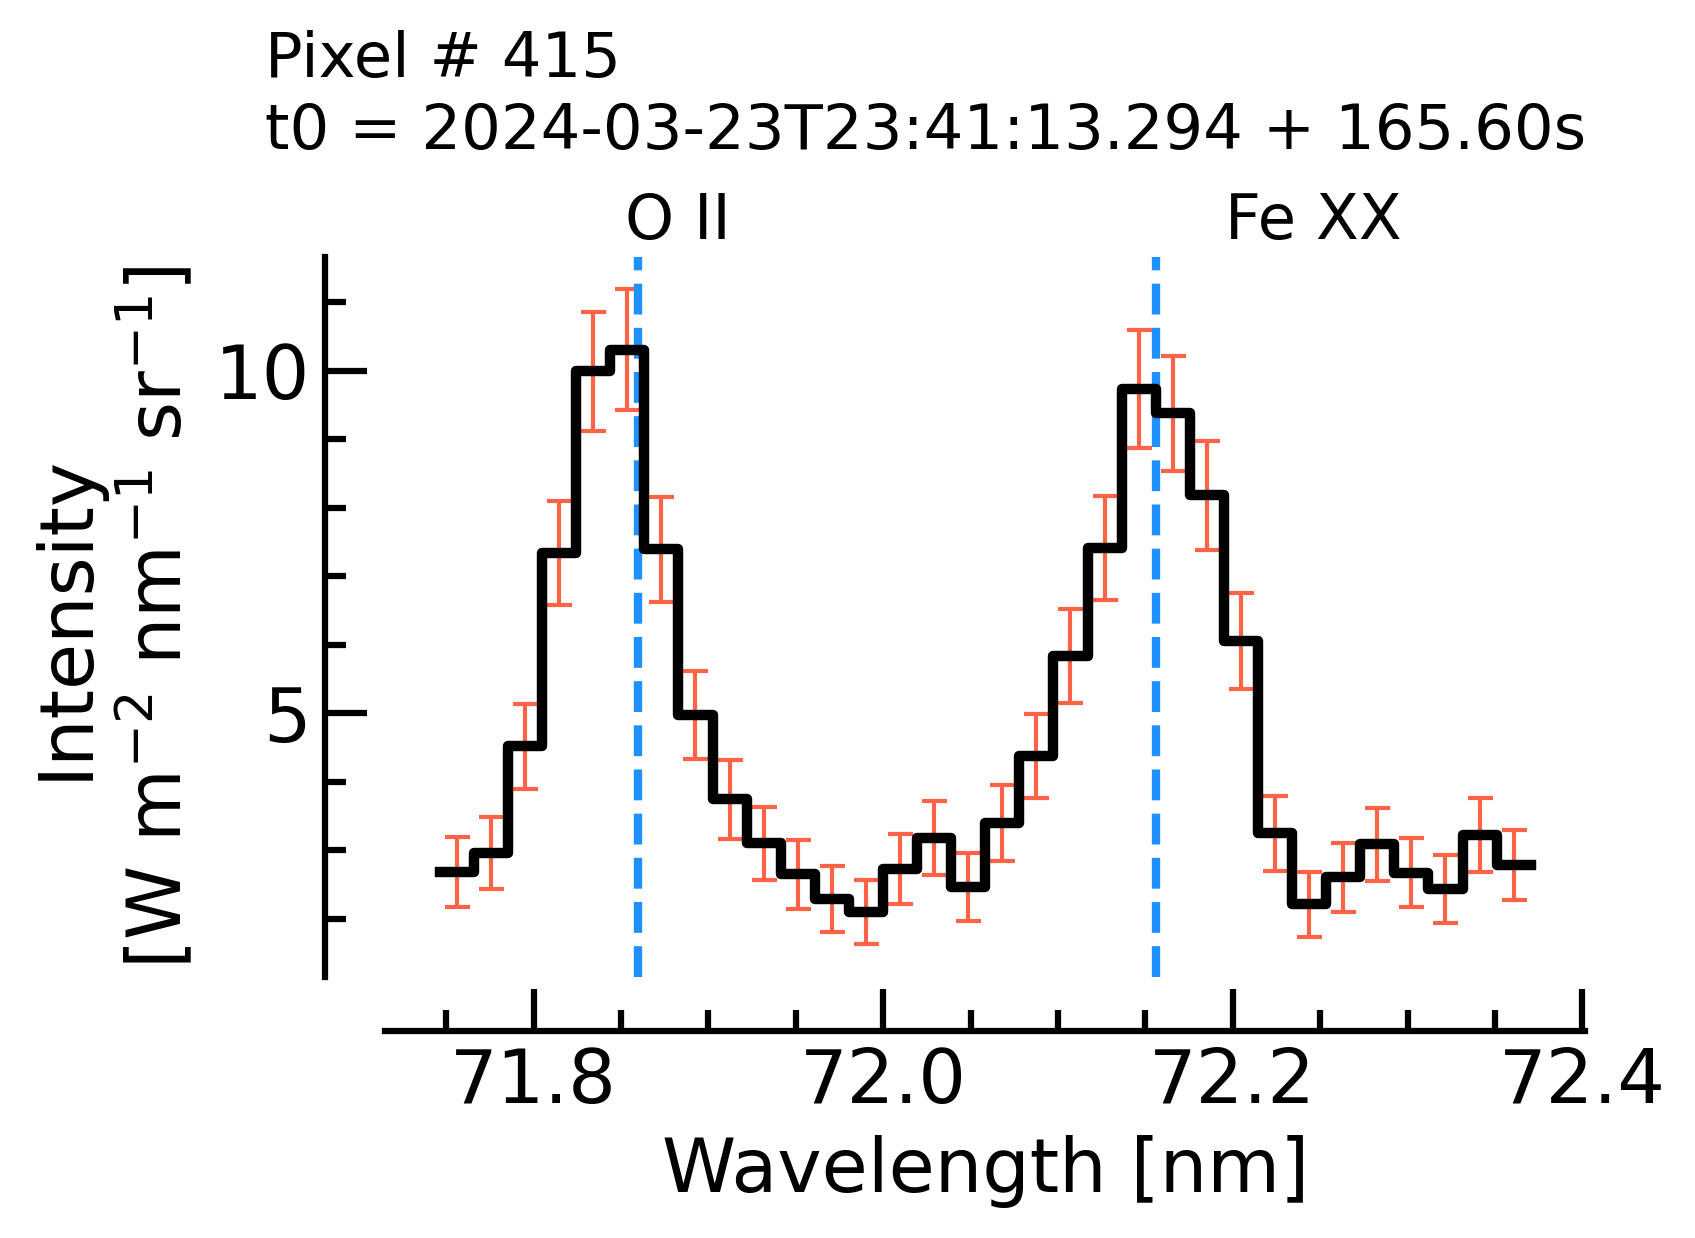 Pixel # 415
t0 = 2024-03-23T23:41:13.294 + 165.60s
O II
Fe XX
Intensity
[W m⁻² nm⁻¹ sr⁻¹]
10
5
71.8
72.0
72.2
72.4
Wavelength [nm]